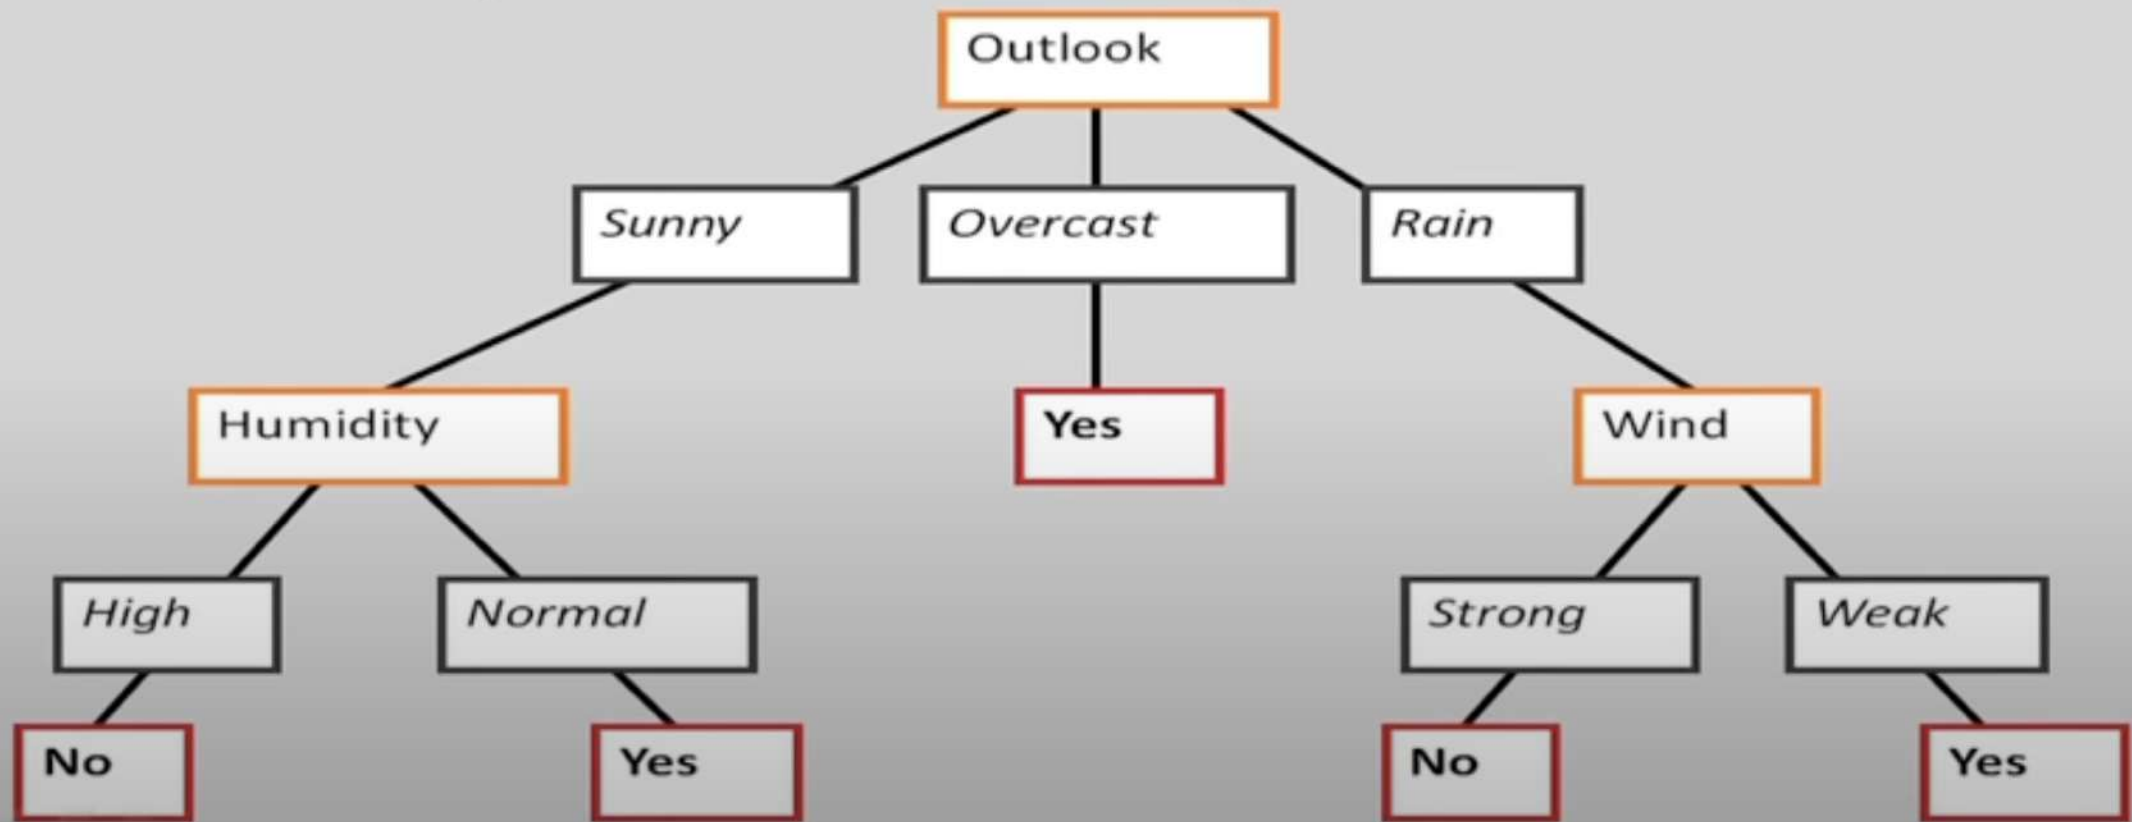 Outlook
Sunny
Overcast
Rain
Humidity
Yes
Wind
High
Normal
Strong
Weak
No
Yes
No
Yes